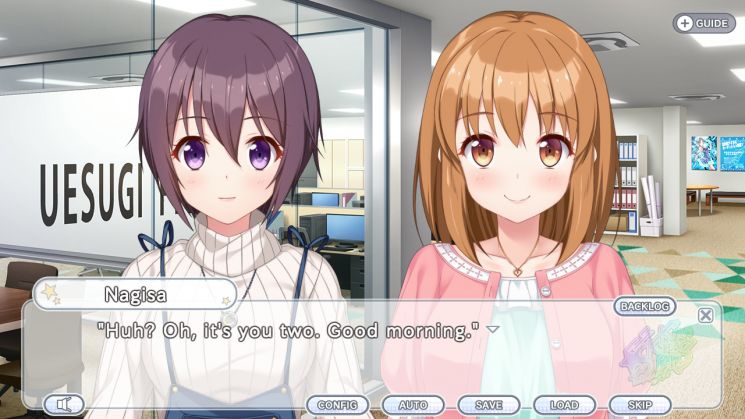 GUIDE
UESUGI
Nagisa
BACKLOG
"Huh? Oh, it's you two. Good morning."
CONFIG
AUTO
SAVE
LOAD
SKIP